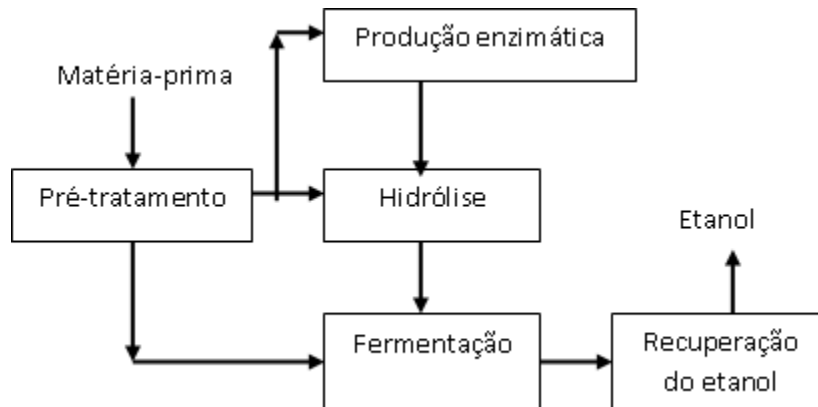 Produção enzimática
Matéria-prima
Pré-tratamento
Hidrólise
Etanol
Fermentação
Recuperação
do etanol